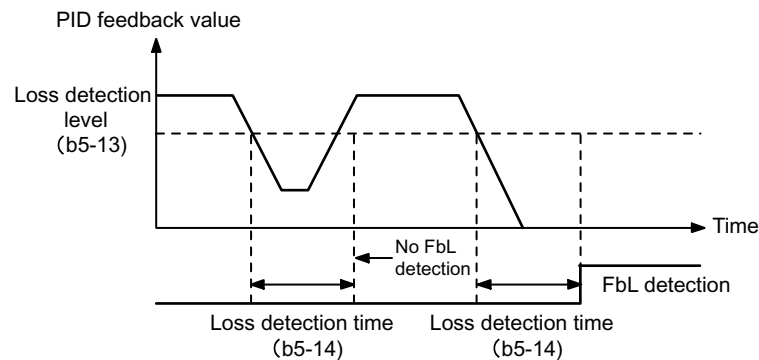 PID feedback value
Loss detection
level
(b5-13)
Time
No FbL
detection
FbL detection
Loss detection time
(b5-14)
Loss detection time
(b5-14)